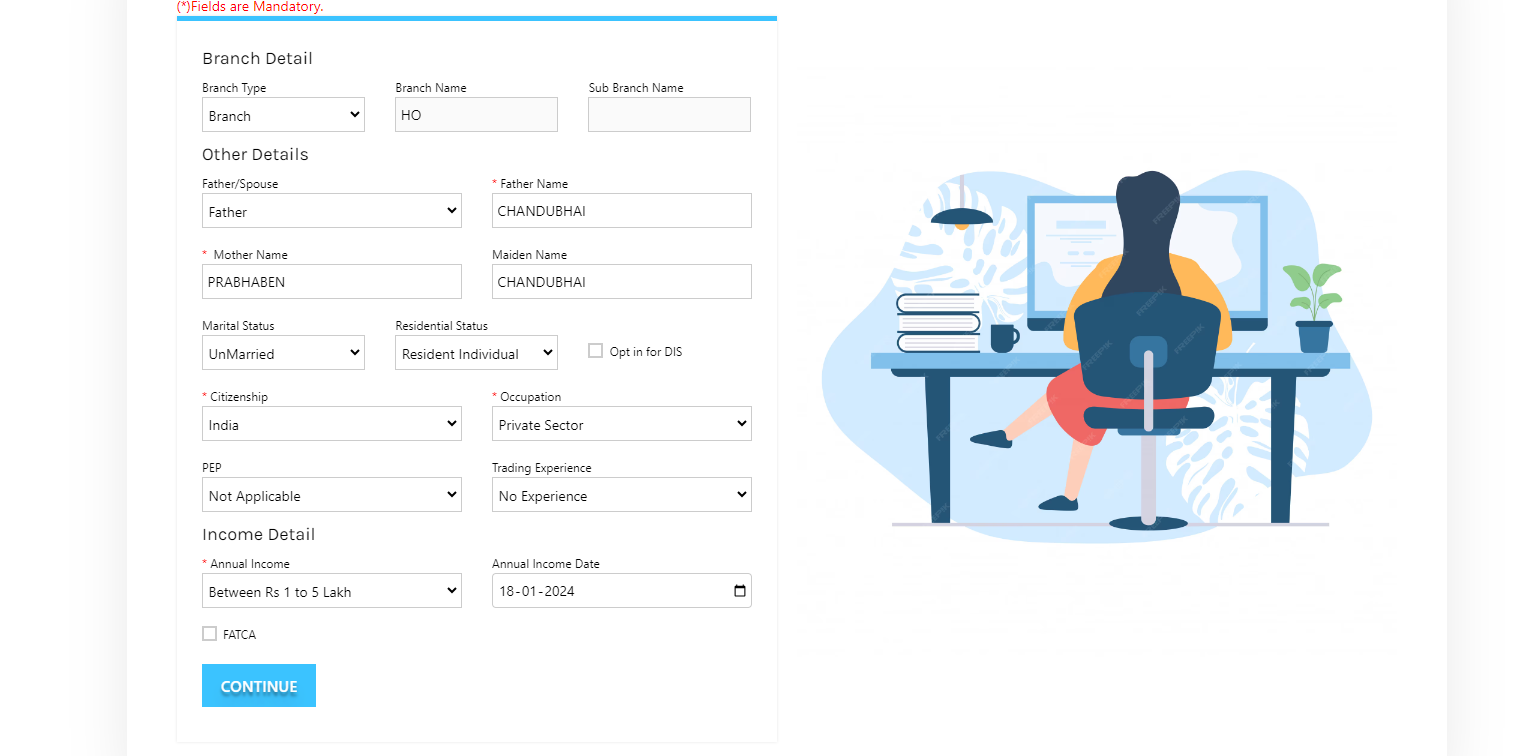 (*)Fields are Mandatory.
Branch Detail
Branch Type Branch Name Sub Branch Name
Branch HO
Other Details
Father/Spouse * Father Name
Father CHANDUBHAI
* Mother Name Maiden Name
PRABHABEN CHANDUBHAI
Marital Status Residential Status
UnMarried Resident Individual Opt in for DIS
* Citizenship * Occupation
India Private Sector
PEP Trading Experience
Not Applicable No Experience
Income Detail
* Annual Income Annual Income Date
Between Rs 1 to 5 Lakh 18-01-2024
FATCA
CONTINUE